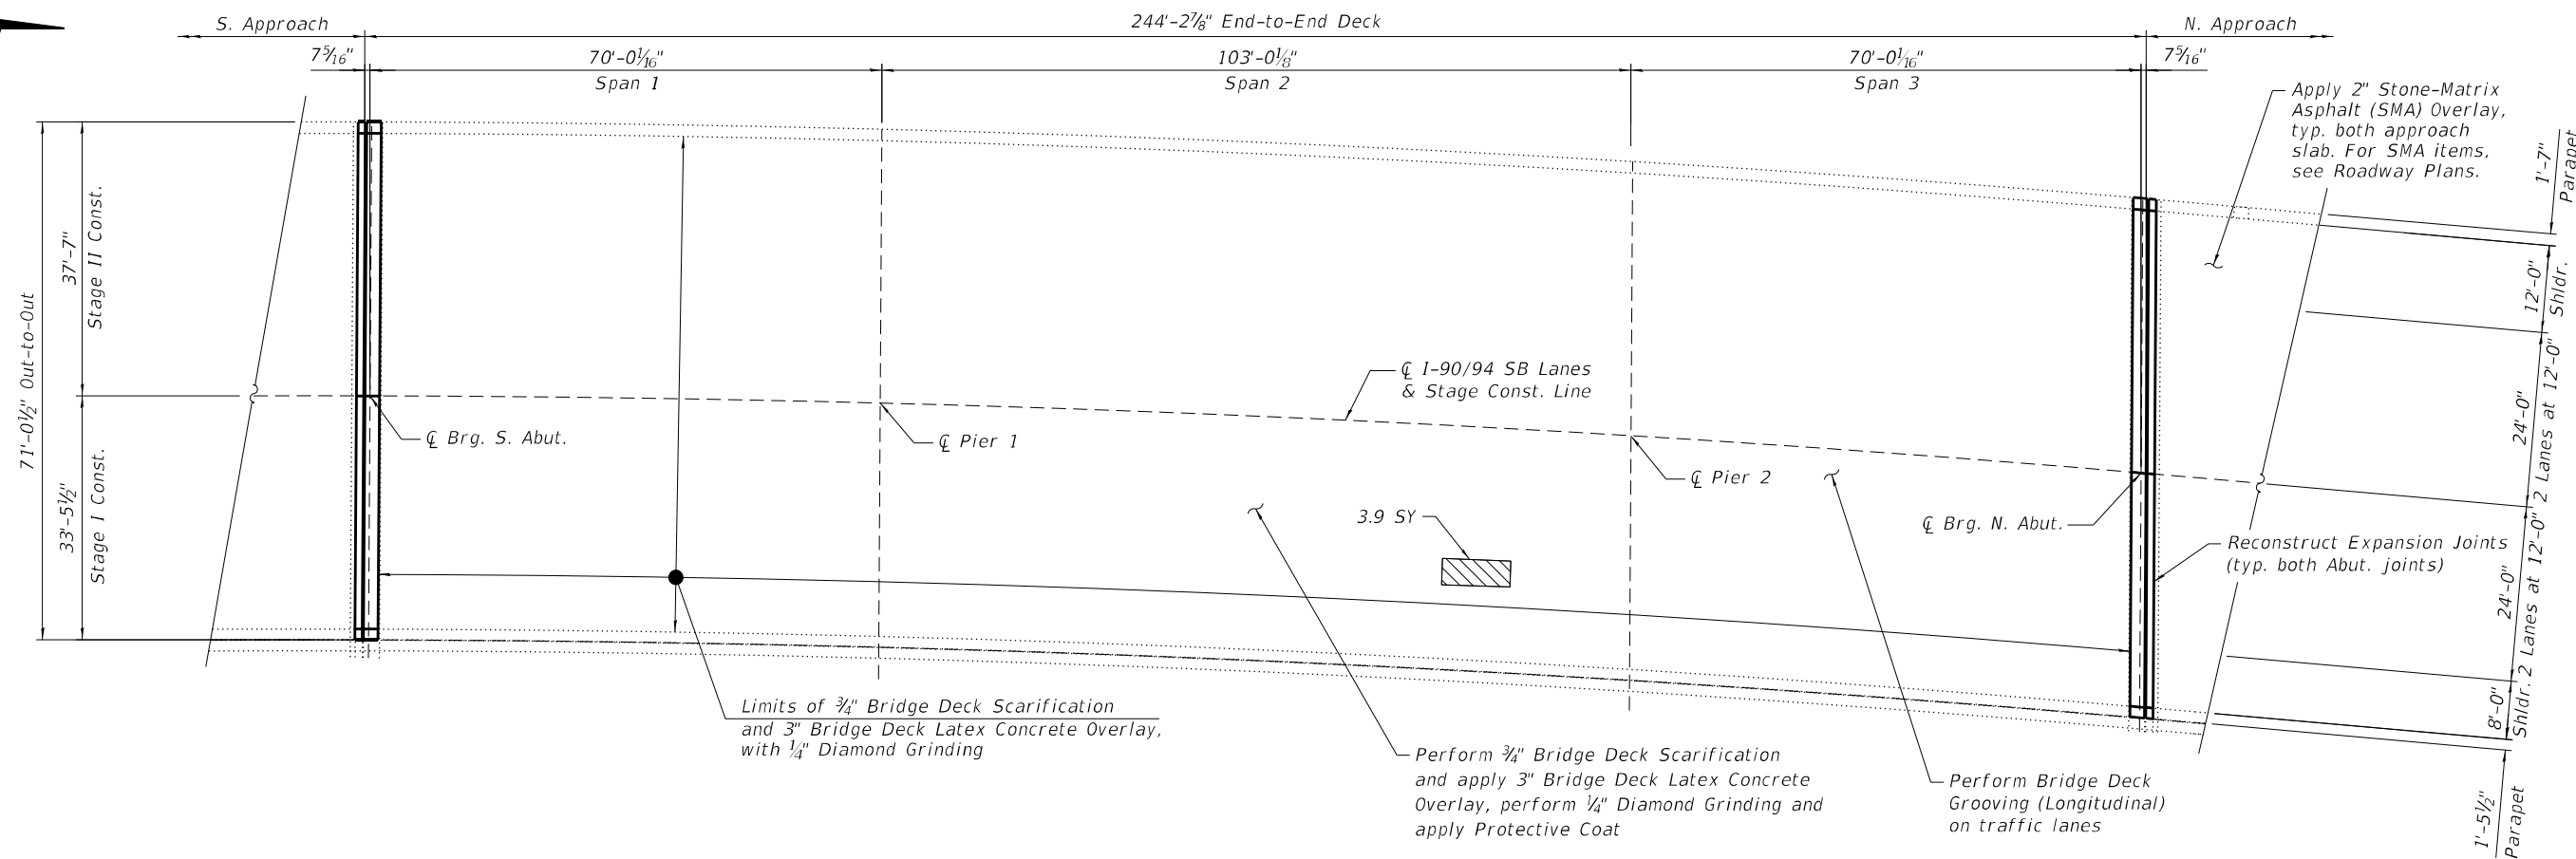 S. Approach
244'-2⅞" End-to-End Deck
N. Approach
7 5/16"
70'-0 1/16"
103'-0⅛"
70'-0 1/16"
7 5/16"
Span 1
Span 2
Span 3
Apply 2" Stone-Matrix
Asphalt (SMA) Overlay,
typ. both approach
slab. For SMA items,
see Roadway Plans.
1'-7"
Parapet
12'-0"
Shldr.
24'-0"
2 Lanes at 12'-0"
24'-0"
2 Lanes at 12'-0"
8'-0"
Shldr.
1'-5½"
Parapet
71'-0½" Out-to-Out
37'-7"
Stage II Const.
33'-5½"
Stage I Const.
℄ I-90/94 SB Lanes
& Stage Const. Line
℄ Brg. S. Abut.
℄ Pier 1
℄ Pier 2
3.9 SY
℄ Brg. N. Abut.
Reconstruct Expansion Joints
(typ. both Abut. joints)
Limits of ¾" Bridge Deck Scarification
and 3" Bridge Deck Latex Concrete Overlay,
with ¼" Diamond Grinding
Perform ¾" Bridge Deck Scarification
and apply 3" Bridge Deck Latex Concrete
Overlay, perform ¼" Diamond Grinding and
apply Protective Coat
Perform Bridge Deck
Grooving (Longitudinal)
on traffic lanes